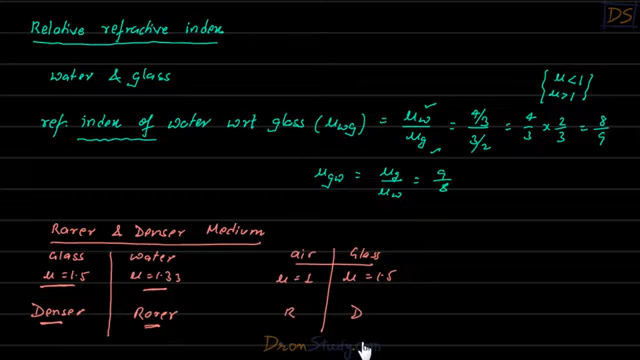 DS
Relative refractive index
water & glass
{ μ<1 }
{ μ>1 }
ref. index of water wrt glass (μwg) = μw/μg = 4/3 / 3/2 = 4/3 × 2/3 = 8/9
μgw = μg/μw = 9/8
Rarer & Denser Medium
Glass | water
μ = 1.5 | μ = 1.33
Denser | Rarer
air | Glass
μ = 1 | μ = 1.5
R | D
DronStudy.com